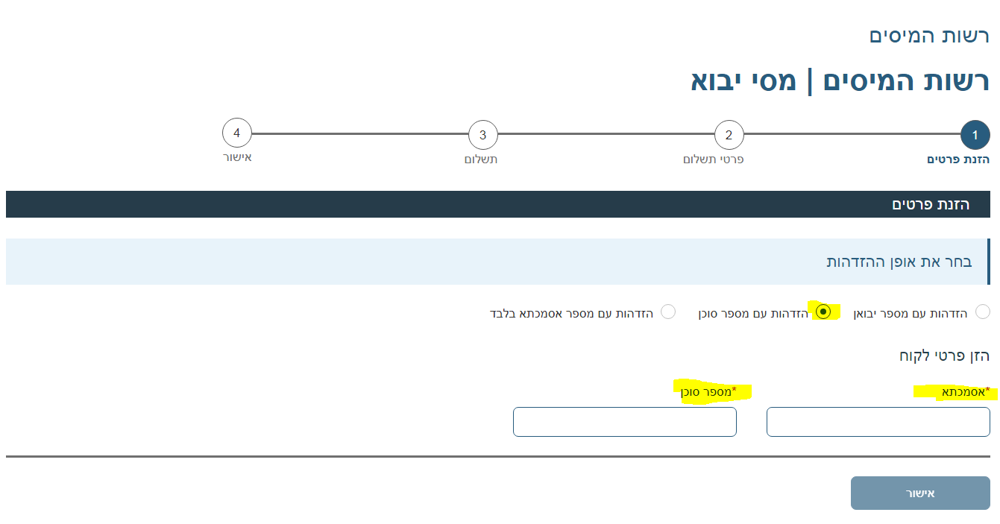 רשות המיסים
רשות המיסים | מסי יבוא
1 2 3 4
הזנת פרטים פרטי תשלום תשלום אישור
הזנת פרטים
בחר את אופן ההזדהות
הזדהות עם מספר יבואן הזדהות עם מספר סוכן הזדהות עם מספר אסמכתא בלבד
הזן פרטי לקוח
*אסמכתא *מספר סוכן
אישור